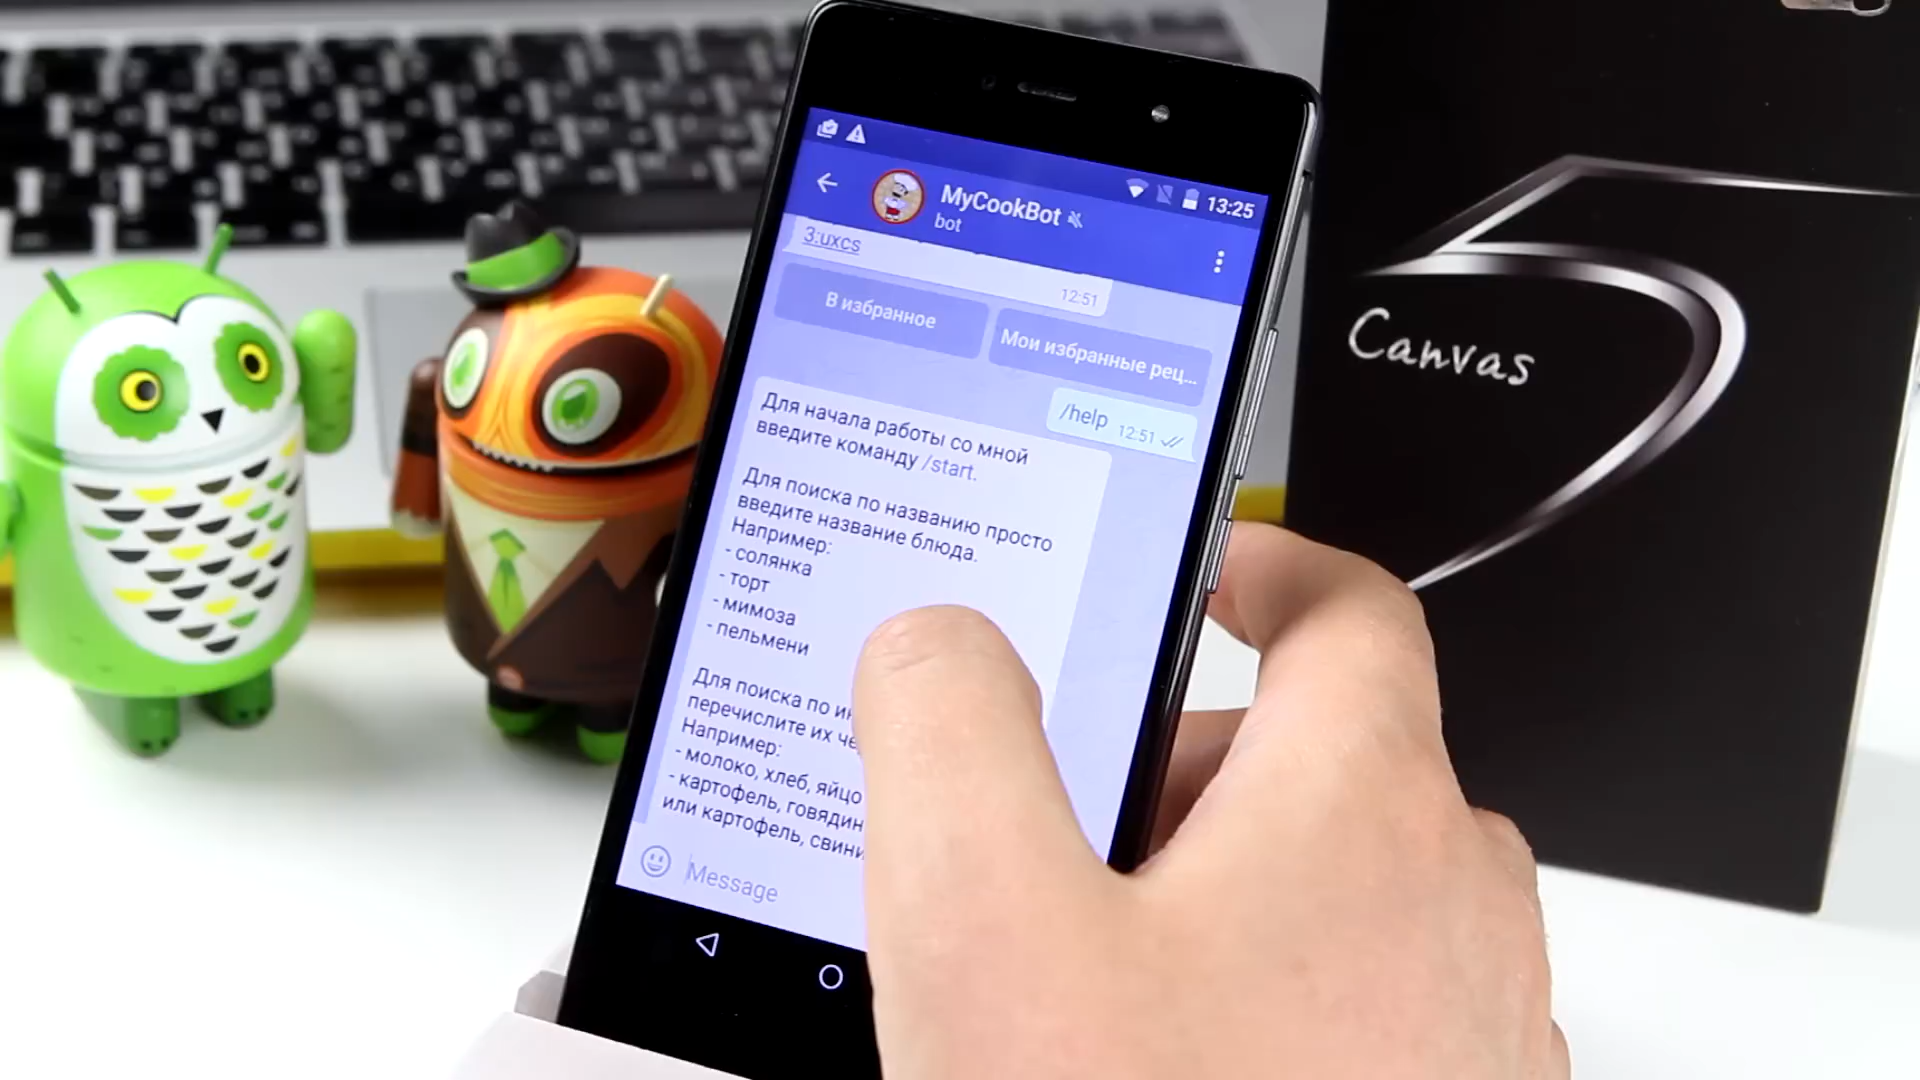 13:25
MyCookBot
bot
3:uxcs
12:51
В избранное
Мои избранные рец...
/help 12:51
Для начала работы со мной
введите команду /start.
Для поиска по названию просто
введите название блюда.
Например:
- солянка
- торт
- мимоза
- пельмени
Для поиска по
перечислите их
Например:
- молоко, хлеб, яйцо
- картофель,
или картофель,
Message
Canvas
5